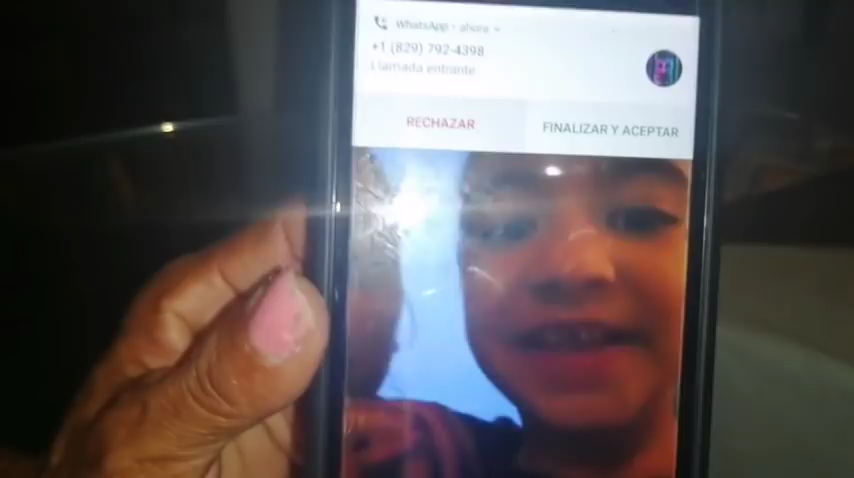 WhatsApp • ahora
+1 (829) 792-4398
Llamada entrante
RECHAZAR
FINALIZAR Y ACEPTAR